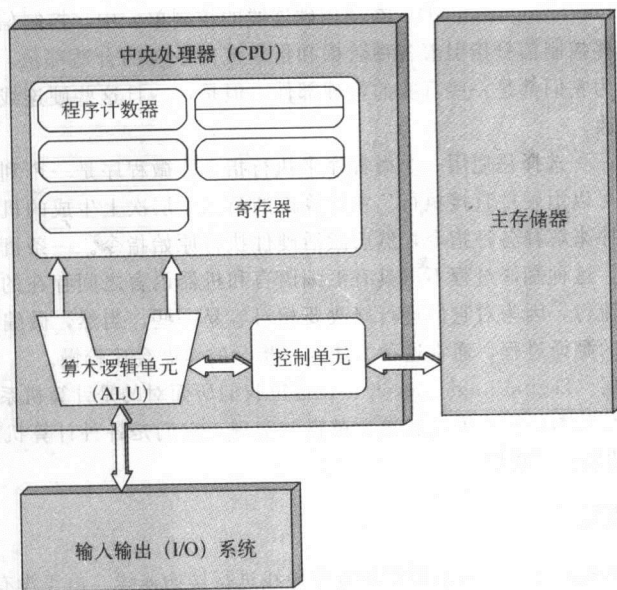 中央处理器（CPU）
程序计数器
寄存器
主存储器
算术逻辑单元
（ALU）
控制单元
输入输出（I/O）系统